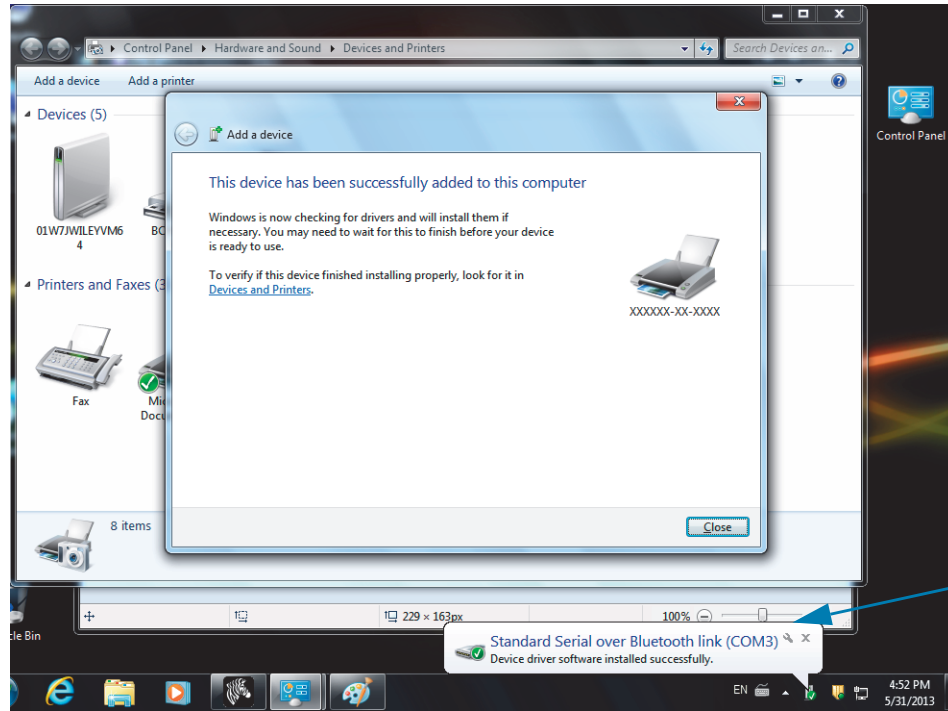 Control Panel ▸ Hardware and Sound ▸ Devices and Printers
Search Devices an...
Add a device Add a printer
Devices (5)
01W7JWILEYVM6
4
BC
Printers and Faxes (3
Fax
Mic
Docu
8 items
Add a device
This device has been successfully added to this computer
Windows is now checking for drivers and will install them if
necessary. You may need to wait for this to finish before your device
is ready to use.
To verify if this device finished installing properly, look for it in
Devices and Printers.
XXXXXX-XX-XXXX
Close
Control Panel
229 × 163px
100%
cle Bin
Standard Serial over Bluetooth link (COM3)
Device driver software installed successfully.
EN
4:52 PM
5/31/2013